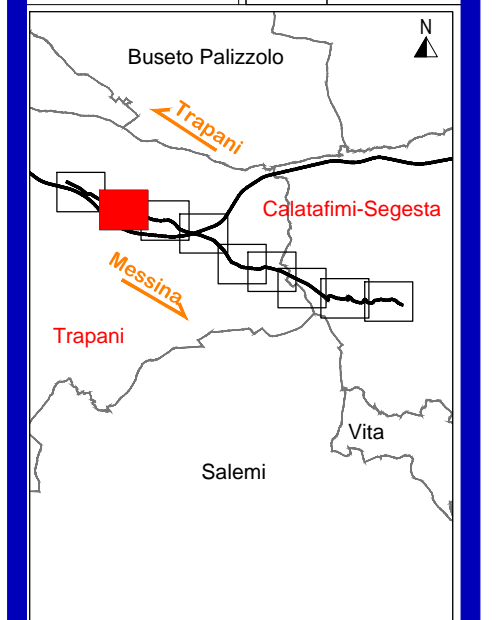 N
Buseto Palizzolo
Trapani
Calatafimi-Segesta
Messina
Trapani
Vita
Salemi